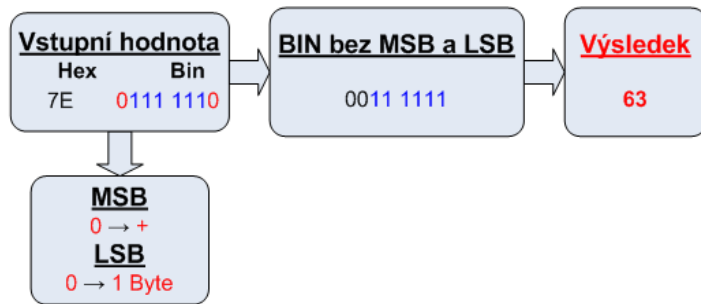 Vstupní hodnota
Hex Bin
7E 0111 1110
BIN bez MSB a LSB
0011 1111
Výsledek
63
MSB
0 → +
LSB
0 → 1 Byte